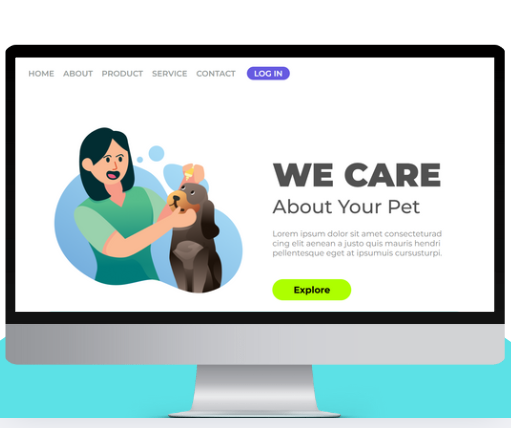 HOME ABOUT PRODUCT SERVICE CONTACT LOG IN
WE CARE
About Your Pet
Lorem ipsum dolor sit amet consecteturad
cing elit aenean a justo quis mauris hendri
pellentesque eget at ipsumuis cursusturpi.
Explore